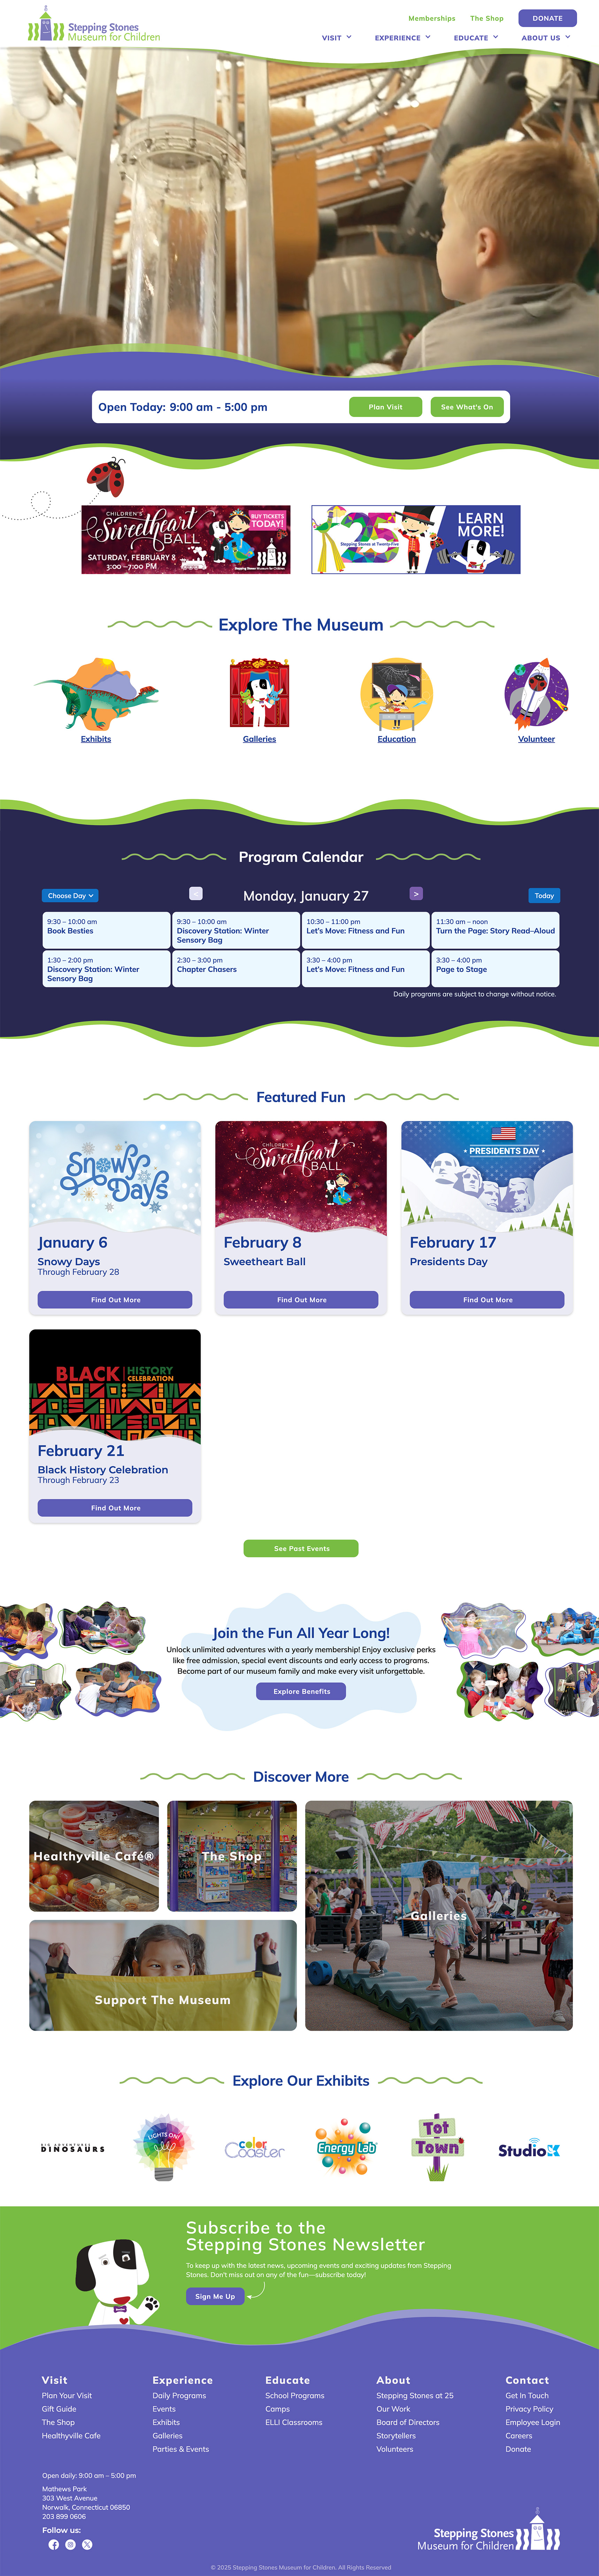 Stepping Stones
Museum for Children
Memberships The Shop DONATE
VISIT EXPERIENCE EDUCATE ABOUT US
Open Today: 9:00 am - 5:00 pm Plan Visit See What's On
CHILDREN'S
Sweetheart
BALL
BUY TICKETS
TODAY!
SATURDAY, FEBRUARY 8
3:00 –7:00 PM
Stepping Stones Museum for Children
25
Stepping Stones at Twenty-Five
LEARN
MORE!
Explore The Museum
Exhibits Galleries Education Volunteer
Program Calendar
Choose Day < Monday, January 27 > Today
9:30 – 10:00 am
Book Besties
9:30 – 10:00 am
Discovery Station: Winter
Sensory Bag
10:30 – 11:00 pm
Let's Move: Fitness and Fun
11:30 am – noon
Turn the Page: Story Read-Aloud
1:30 – 2:00 pm
Discovery Station: Winter
Sensory Bag
2:30 – 3:00 pm
Chapter Chasers
3:30 – 4:00 pm
Let's Move: Fitness and Fun
3:30 – 4:00 pm
Page to Stage
Daily programs are subject to change without notice.
Featured Fun
Snowy
Days
January 6
Snowy Days
Through February 28
Find Out More
CHILDREN'S
Sweetheart
BALL
February 8
Sweetheart Ball
Find Out More
PRESIDENTS DAY
February 17
Presidents Day
Find Out More
BLACK HISTORY
CELEBRATION
February 21
Black History Celebration
Through February 23
Find Out More
See Past Events
Join the Fun All Year Long!
Unlock unlimited adventures with a yearly membership! Enjoy exclusive perks
like free admission, special event discounts and early access to programs.
Become part of our museum family and make every visit unforgettable.
Explore Benefits
Discover More
Healthyville Café®
The Shop
Galleries
Support The Museum
Explore Our Exhibits
DINOSAURS
LIGHTS ON!
color
Coaster
Energy lab
Tot
Town
Studio K
Subscribe to the
Stepping Stones Newsletter
To keep up with the latest news, upcoming events and exciting updates from Stepping
Stones. Don't miss out on any of the fun—subscribe today!
Sign Me Up
Visit
Plan Your Visit
Gift Guide
The Shop
Healthyville Cafe
Experience
Daily Programs
Events
Exhibits
Galleries
Parties & Events
Educate
School Programs
Camps
ELLI Classrooms
About
Stepping Stones at 25
Our Work
Board of Directors
Storytellers
Volunteers
Contact
Get In Touch
Privacy Policy
Employee Login
Careers
Donate
Open daily: 9:00 am – 5:00 pm
Mathews Park
303 West Avenue
Norwalk, Connecticut 06850
203 899 0606
Follow us:
Stepping Stones
Museum for Children
© 2025 Stepping Stones Museum for Children. All Rights Reserved